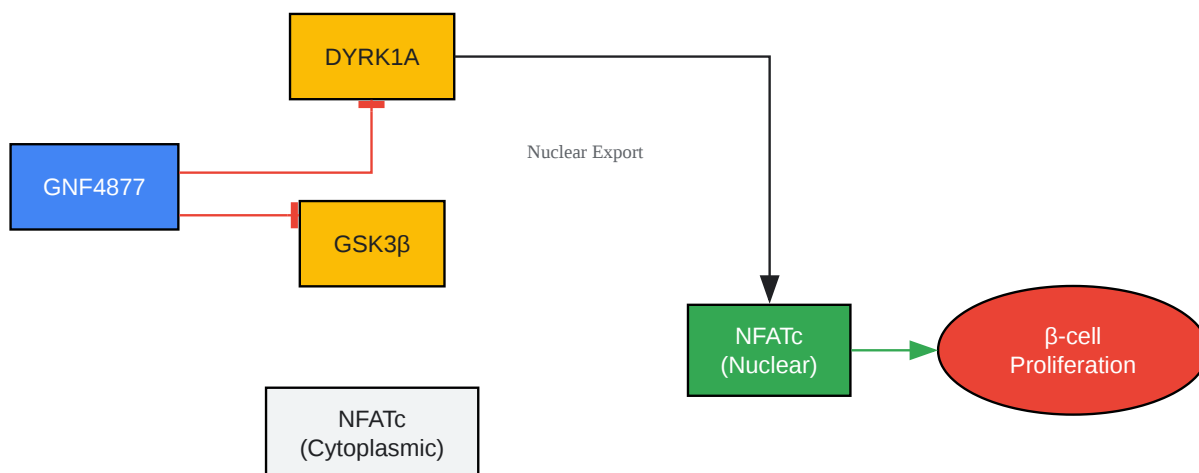 DYRK1A
Nuclear Export
GNF4877
GSK3β
NFATc
(Nuclear)
β-cell
Proliferation
NFATc
(Cytoplasmic)